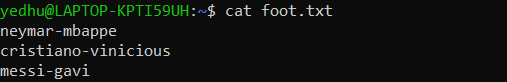 yedhu@LAPTOP-KPTI59UH:~$ cat foot.txt
neymar-mbappe
cristiano-vinicious
messi-gavi